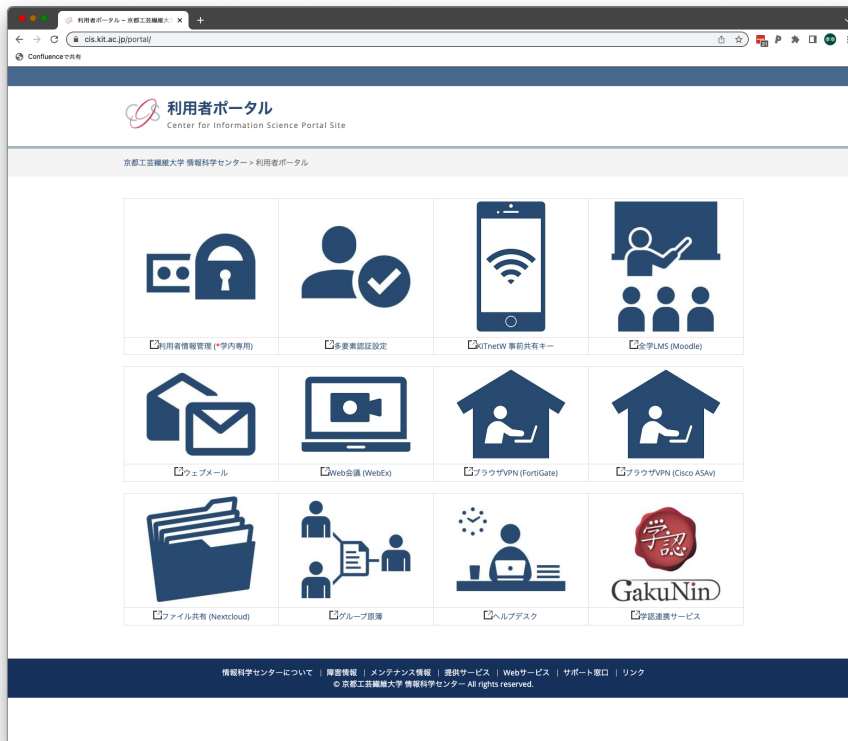 利用者ポータル – 京都工芸繊維大
cis.kit.ac.jp/portal/
31
Confluenceで共有
利用者ポータル
Center for Information Science Portal Site
京都工芸繊維大学 情報科学センター > 利用者ポータル
利用者情報管理 (*学内専用)
多要素認証設定
KITnetW 事前共有キー
全学LMS (Moodle)
ウェブメール
Web会議 (WebEx)
ブラウザVPN (FortiGate)
ブラウザVPN (Cisco ASAv)
学認
GakuNin
ファイル共有 (Nextcloud)
グループ原簿
ヘルプデスク
学認連携サービス
情報科学センターについて | 障害情報 | メンテナンス情報 | 提供サービス | Webサービス | サポート窓口 | リンク
© 京都工芸繊維大学 情報科学センター All rights reserved.